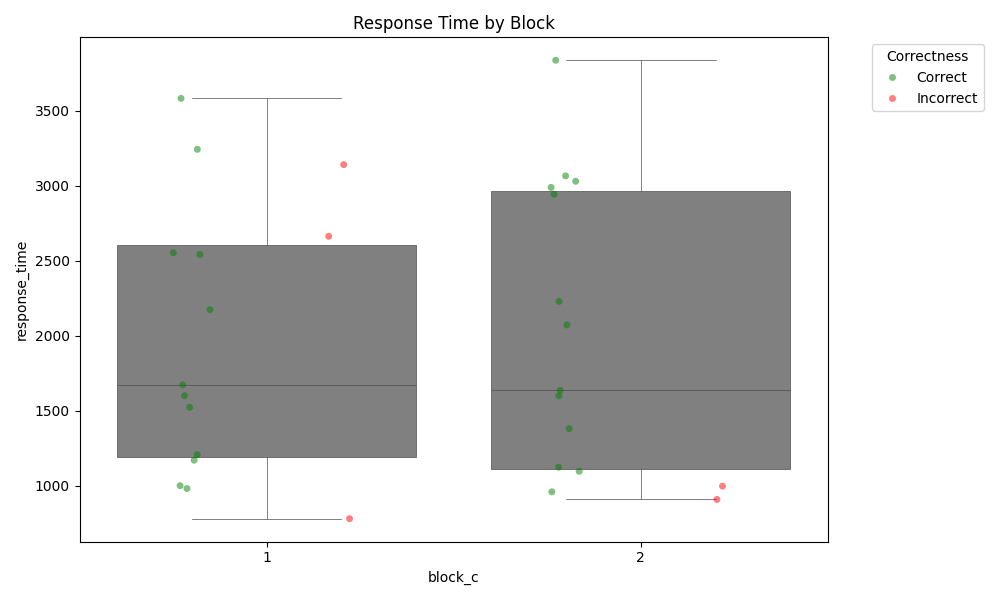 Response Time by Block
Correctness
Correct
Incorrect
response_time
3500
3000
2500
2000
1500
1000
1
2
block_c